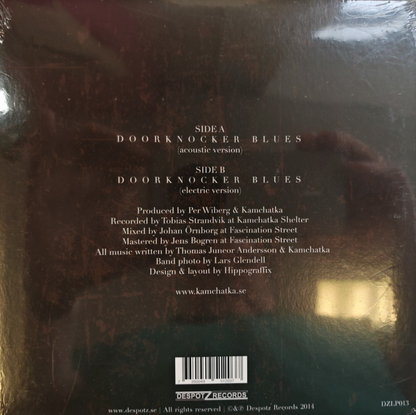 SIDE A
DOORKNOCKER BLUES
(acoustic version)
SIDE B
DOORKNOCKER BLUES
(electric version)
Produced by Per Wiberg & Kamchatka
Recorded by Tobias Strandvik at Kamchatka Shelter
Mixed by Johan Örnborg at Fascination Street
Mastered by Jens Bogren at Fascination Street
All music written by Thomas Juneor Andersson & Kamchatka
Band photo by Lars Glendell
Design & layout by Hippograffix
www.kamchatka.se
DESPOTZ RECORDS
www.despotz.se | All rights reserved | ©&℗ Despotz Records 2014
DZLP013